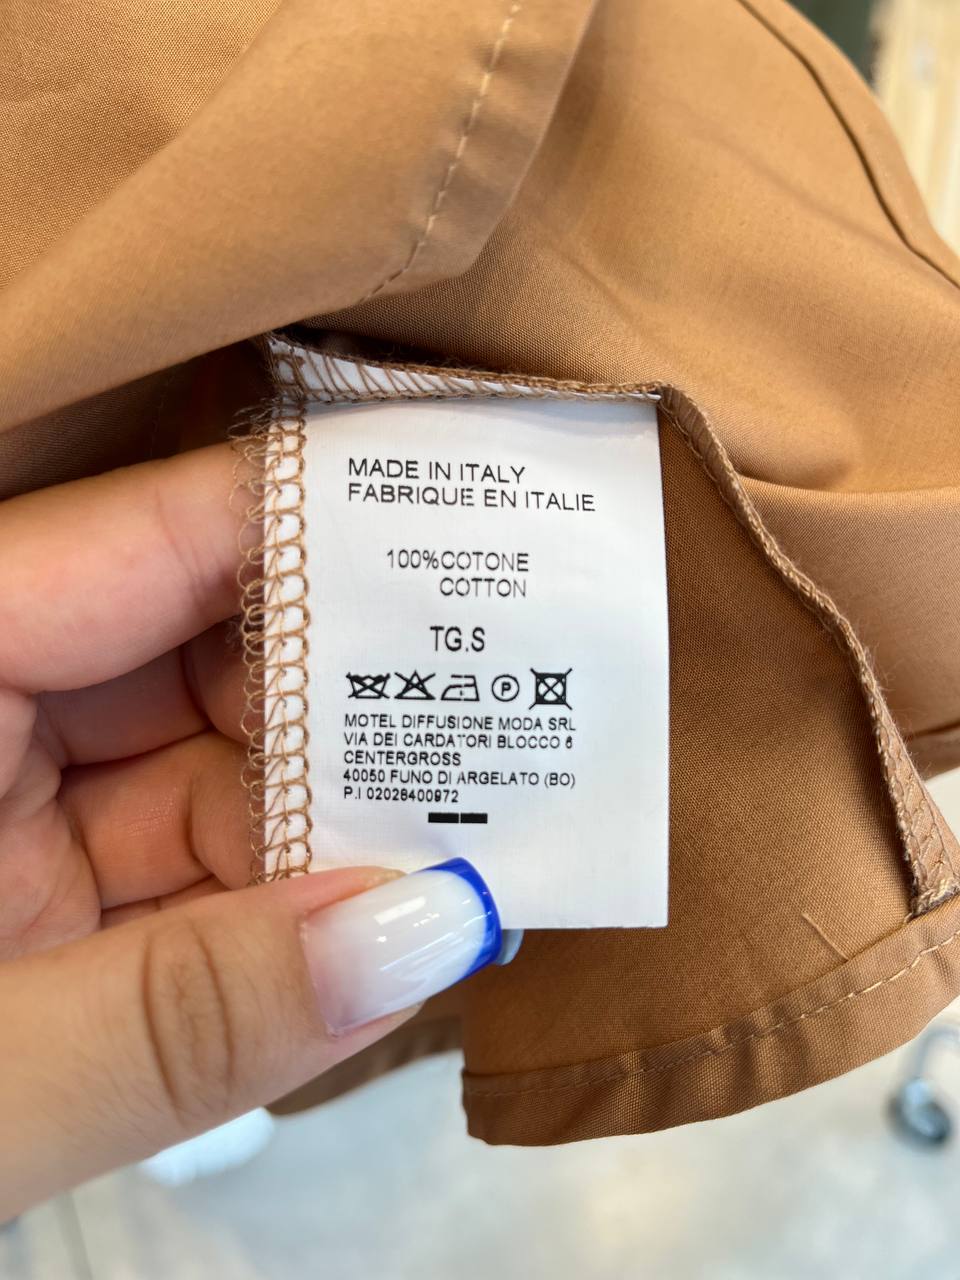 MADE IN ITALY
FABRIQUE EN ITALIE
100%COTONE
COTTON
TG.S
P
MOTEL DIFFUSIONE MODA SRL
VIA DEI CARDATORI BLOCCO 6
CENTERGROSS
40050 FUNO DI ARGELATO (BO)
P.I 02028400972